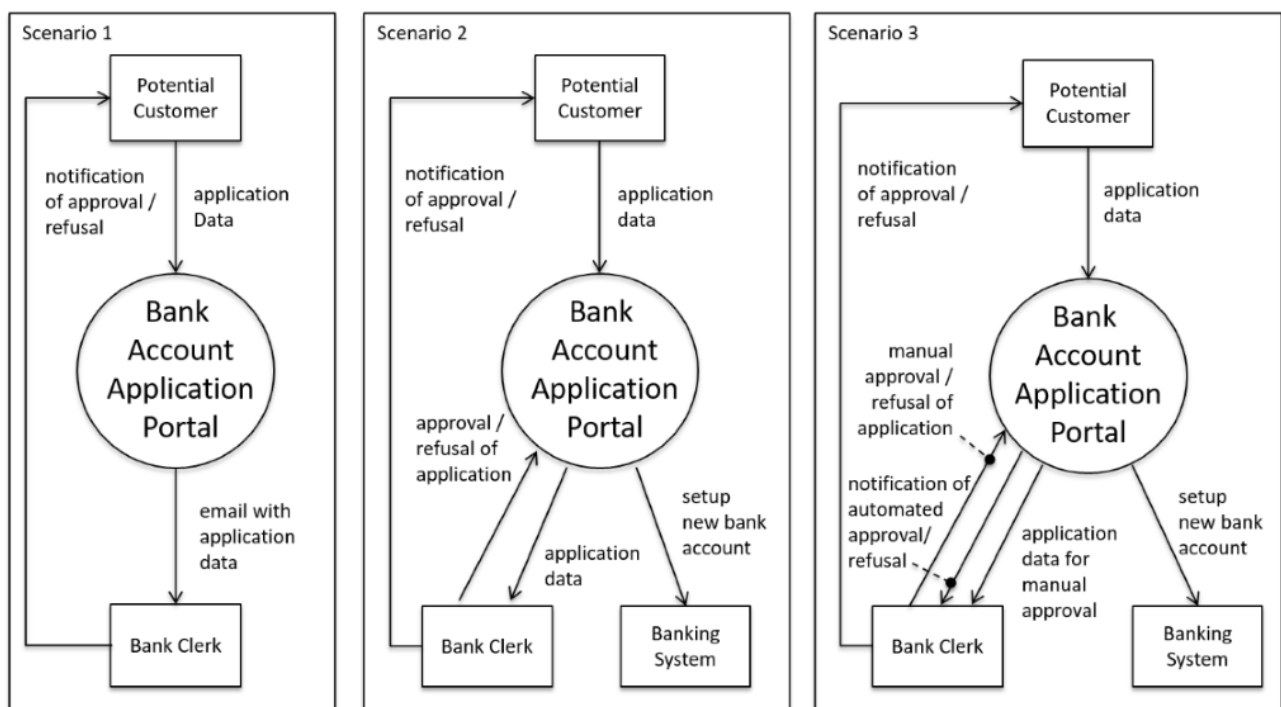 Scenario 1
Potential
Customer
notification
of approval /
refusal
application
Data
Bank
Account
Application
Portal
email with
application
data
Bank Clerk
Scenario 2
Potential
Customer
notification
of approval /
refusal
application
data
Bank
Account
Application
Portal
approval /
refusal of
application
application
data
setup
new bank
account
Bank Clerk
Banking
System
Scenario 3
Potential
Customer
notification
of approval /
refusal
application
data
Bank
Account
Application
Portal
manual
approval /
refusal of
application
notification of
automated
approval/
refusal
application
data for
manual
approval
setup
new bank
account
Bank Clerk
Banking
System